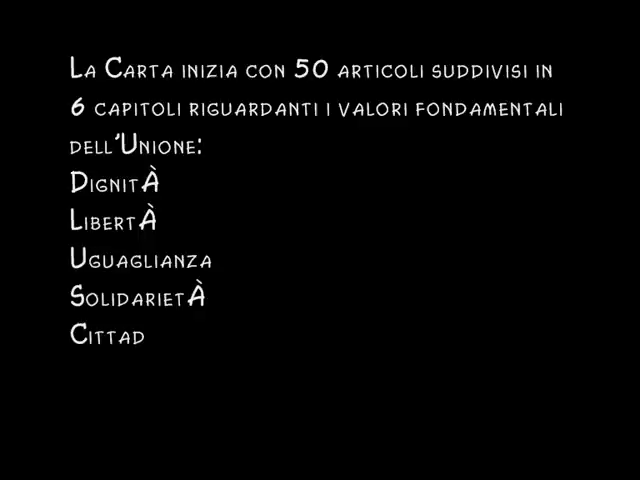 La Carta inizia con 50 articoli suddivisi in
6 capitoli riguardanti i valori fondamentali
dell'Unione:
DignitÀ
LibertÀ
Uguaglianza
SolidarietÀ
Cittad